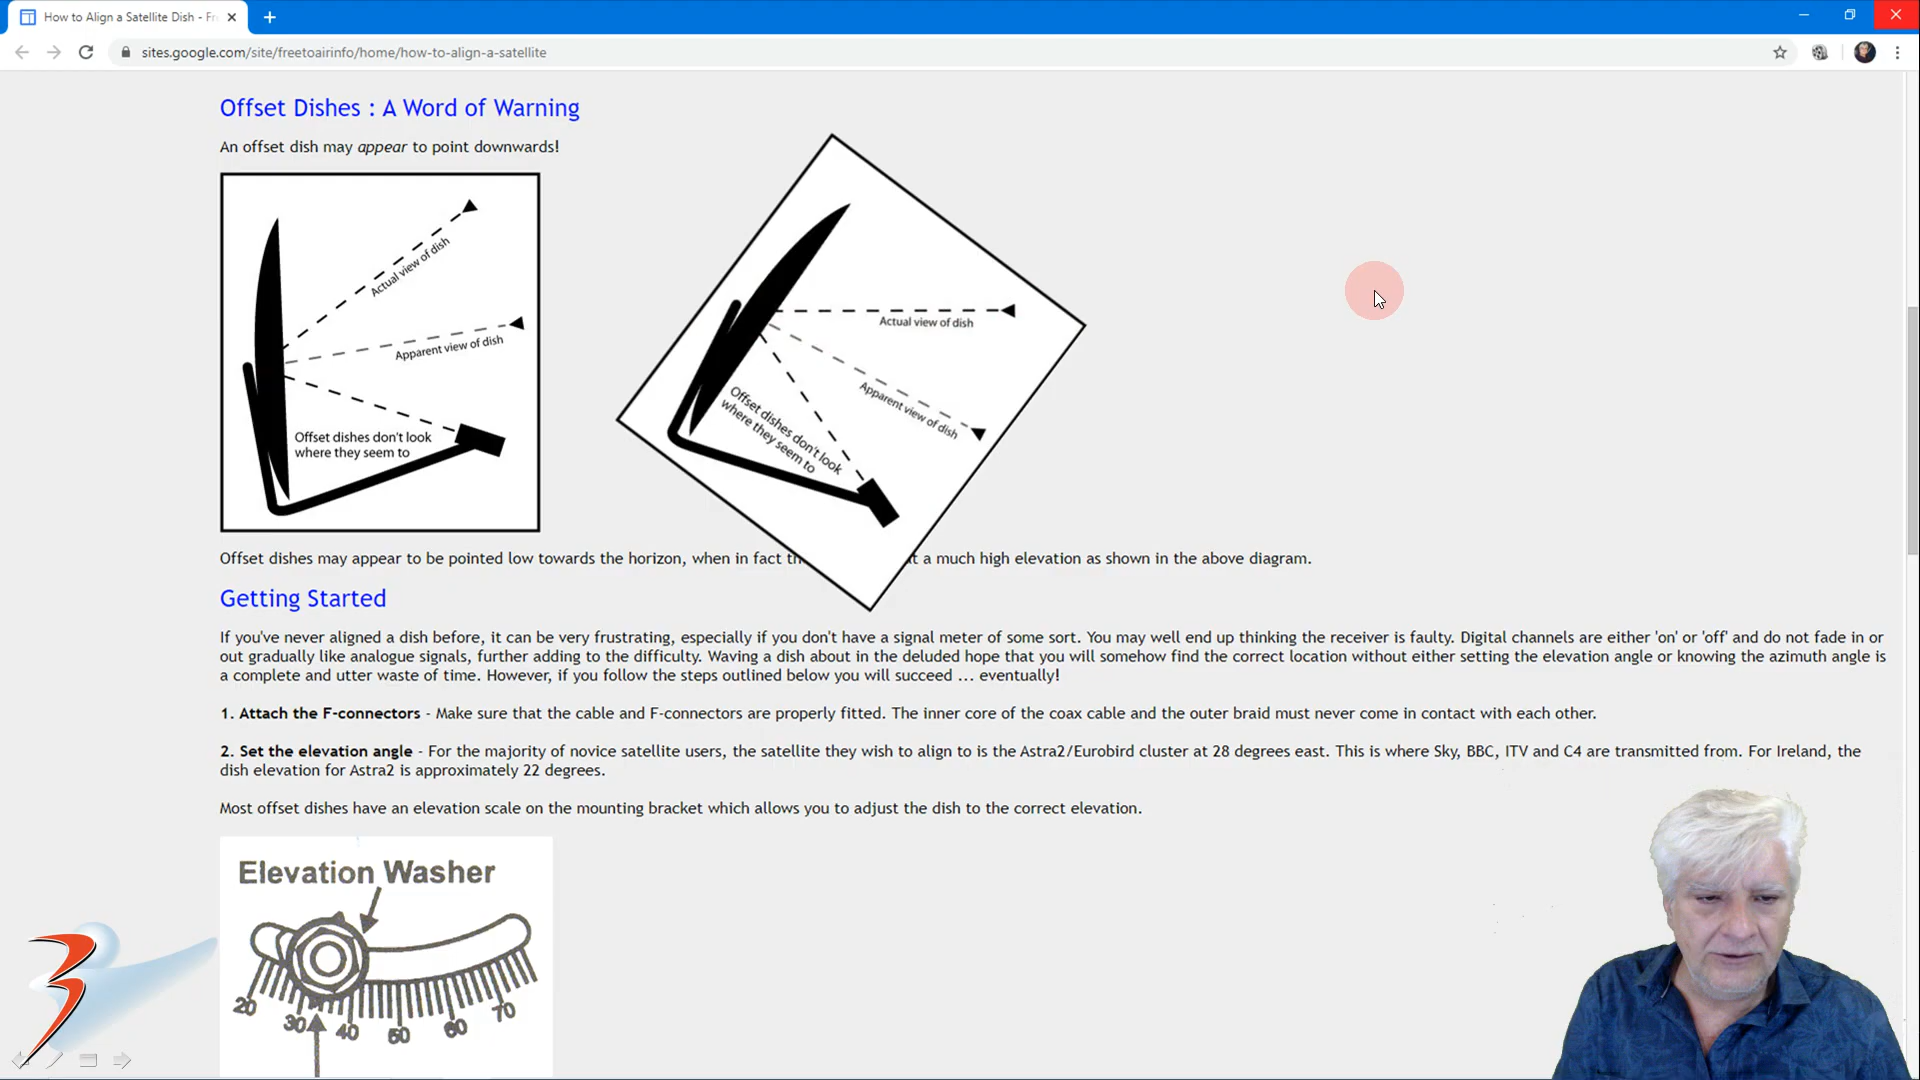 How to Align a Satellite Dish - Fr
sites.google.com/site/freetoairinfo/home/how-to-align-a-satellite
Offset Dishes : A Word of Warning
An offset dish may appear to point downwards!
Actual view of dish
Apparent view of dish
Offset dishes don't look
where they seem to
Actual view of dish
Apparent view of dish
Offset dishes don't look
where they seem to
Offset dishes may appear to be pointed low towards the horizon, when in fact a much high elevation as shown in the above diagram.
Getting Started
If you've never aligned a dish before, it can be very frustrating, especially if you don't have a signal meter of some sort. You may well end up thinking the receiver is faulty. Digital channels are either 'on' or 'off' and do not fade in or
out gradually like analogue signals, further adding to the difficulty. Waving a dish about in the deluded hope that you will somehow find the correct location without either setting the elevation angle or knowing the azimuth angle is
a complete and utter waste of time. However, if you follow the steps outlined below you will succeed ... eventually!
1. Attach the F-connectors - Make sure that the cable and F-connectors are properly fitted. The inner core of the coax cable and the outer braid must never come in contact with each other.
2. Set the elevation angle - For the majority of novice satellite users, the satellite they wish to align to is the Astra2/Eurobird cluster at 28 degrees east. This is where Sky, BBC, ITV and C4 are transmitted from. For Ireland, the
dish elevation for Astra2 is approximately 22 degrees.
Most offset dishes have an elevation scale on the mounting bracket which allows you to adjust the dish to the correct elevation.
Elevation Washer
20 30 40 50 60 70
3